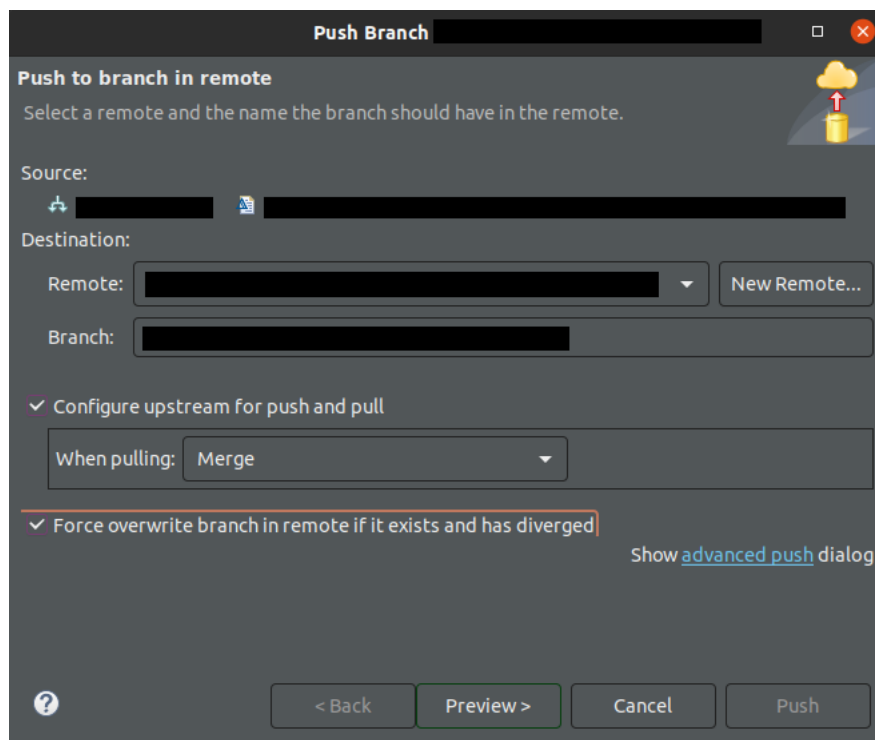 Push Branch
Push to branch in remote
Select a remote and the name the branch should have in the remote.
Source:
Destination:
Remote:
New Remote...
Branch:
Configure upstream for push and pull
When pulling: Merge
Force overwrite branch in remote if it exists and has diverged
Show advanced push dialog
< Back
Preview >
Cancel
Push